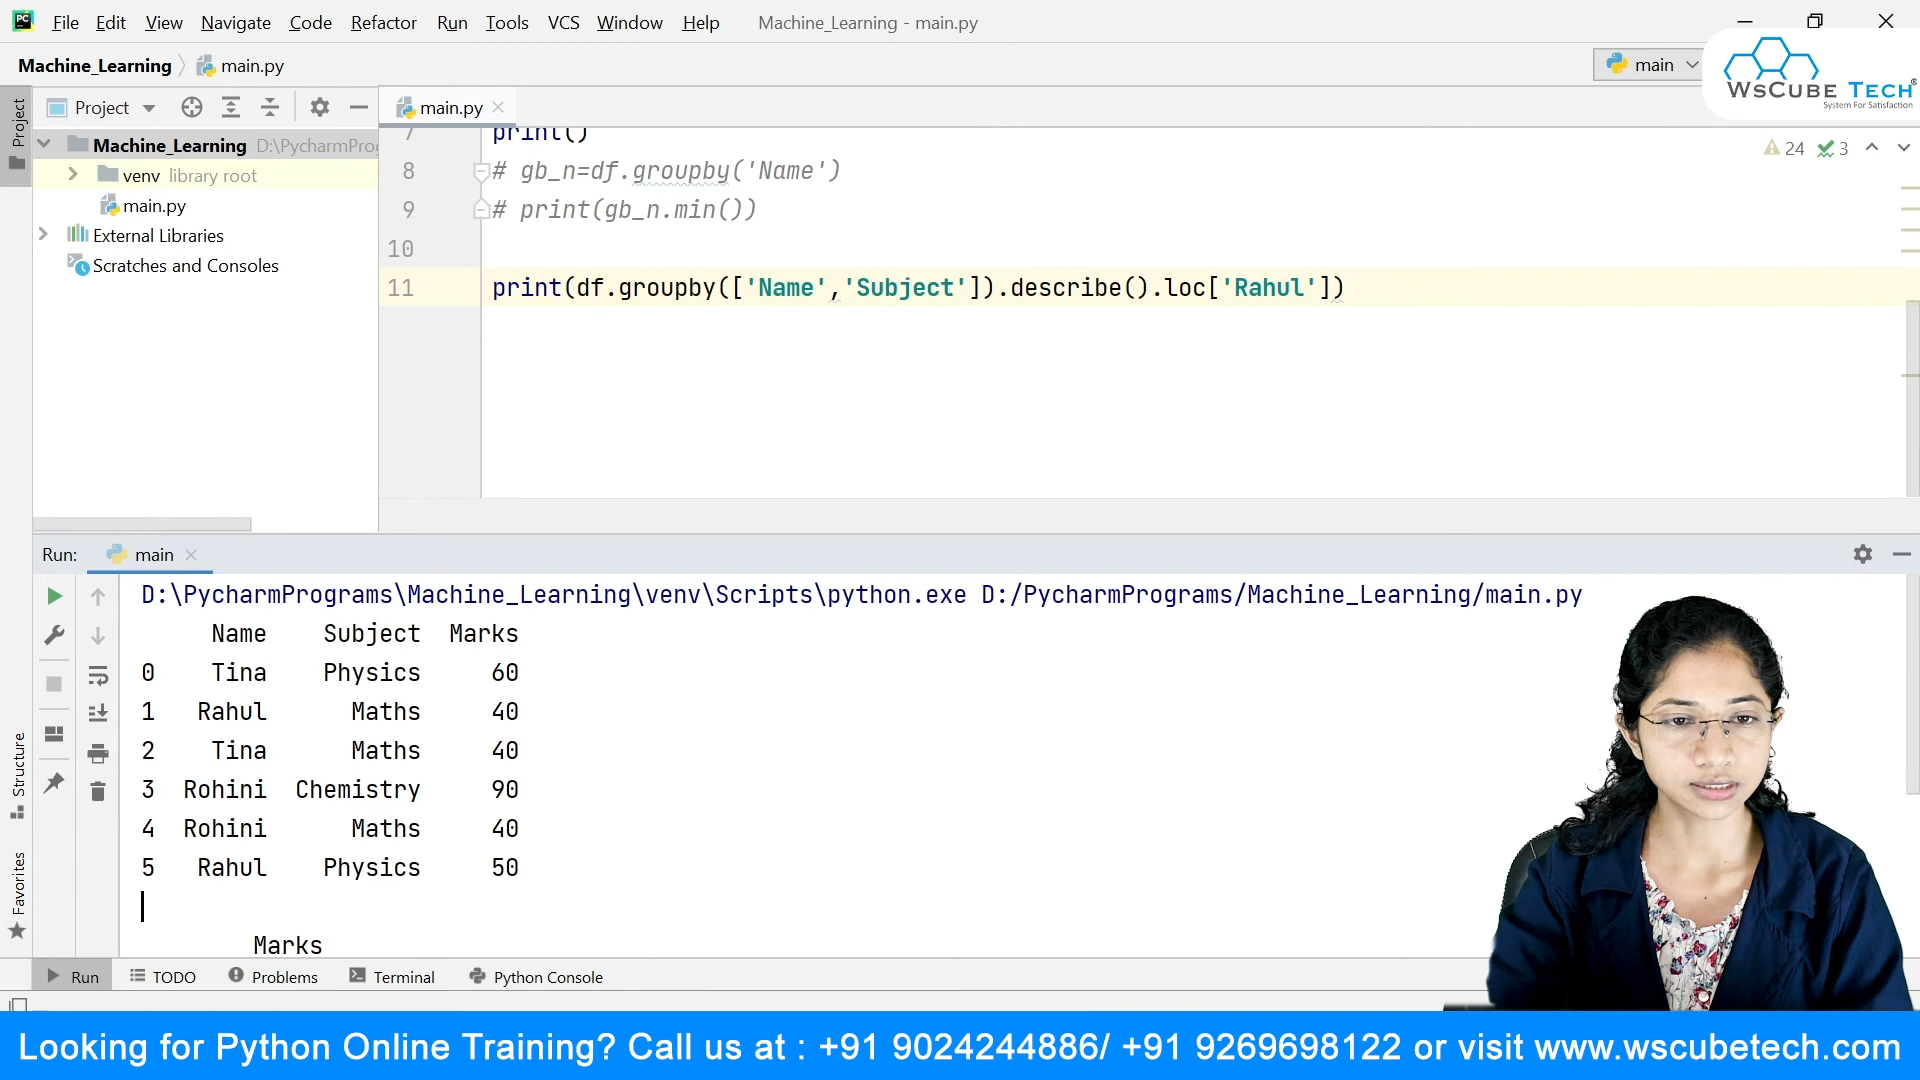 File Edit View Navigate Code Refactor Run Tools VCS Window Help Machine_Learning - main.py
Machine_Learning main.py
main
WsCube Tech
System For Satisfaction
Project
Project
main.py
Machine_Learning D:\PycharmPro
venv library root
main.py
External Libraries
Scratches and Consoles
7 print()
8 # gb_n=df.groupby('Name')
9 # print(gb_n.min())
10
11 print(df.groupby(['Name','Subject']).describe().loc['Rahul'])
24 3
Run: main
D:\PycharmPrograms\Machine_Learning\venv\Scripts\python.exe D:/PycharmPrograms/Machine_Learning/main.py
Name Subject Marks
0 Tina Physics 60
1 Rahul Maths 40
2 Tina Maths 40
3 Rohini Chemistry 90
4 Rohini Maths 40
5 Rahul Physics 50
Marks
Structure
Favorites
Run TODO Problems Terminal Python Console
Looking for Python Online Training? Call us at : +91 9024244886/ +91 9269698122 or visit www.wscubetech.com